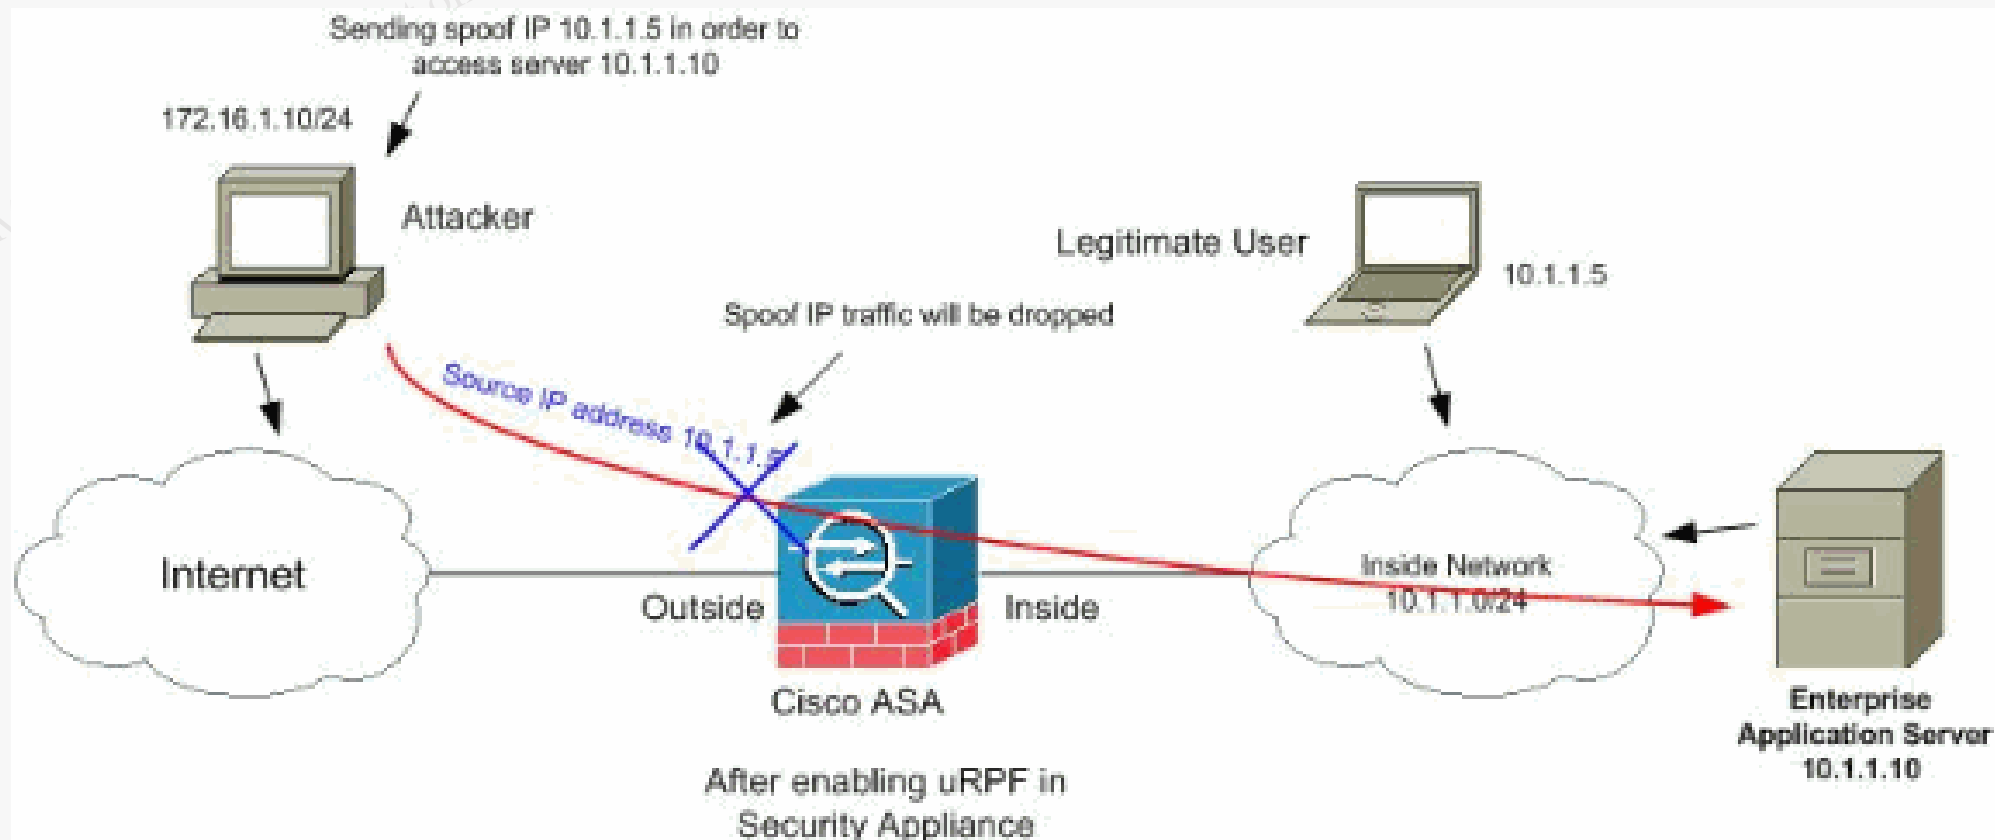 Sending spoof IP 10.1.1.5 in order to
access server 10.1.1.10
172.16.1.10/24
Attacker
Legitimate User
10.1.1.5
Spoof IP traffic will be dropped
Source IP address 10.1.1.5
Internet
Outside
Inside
Inside Network
10.1.1.0/24
Cisco ASA
Enterprise
Application Server
10.1.1.10
After enabling uRPF in
Security Appliance